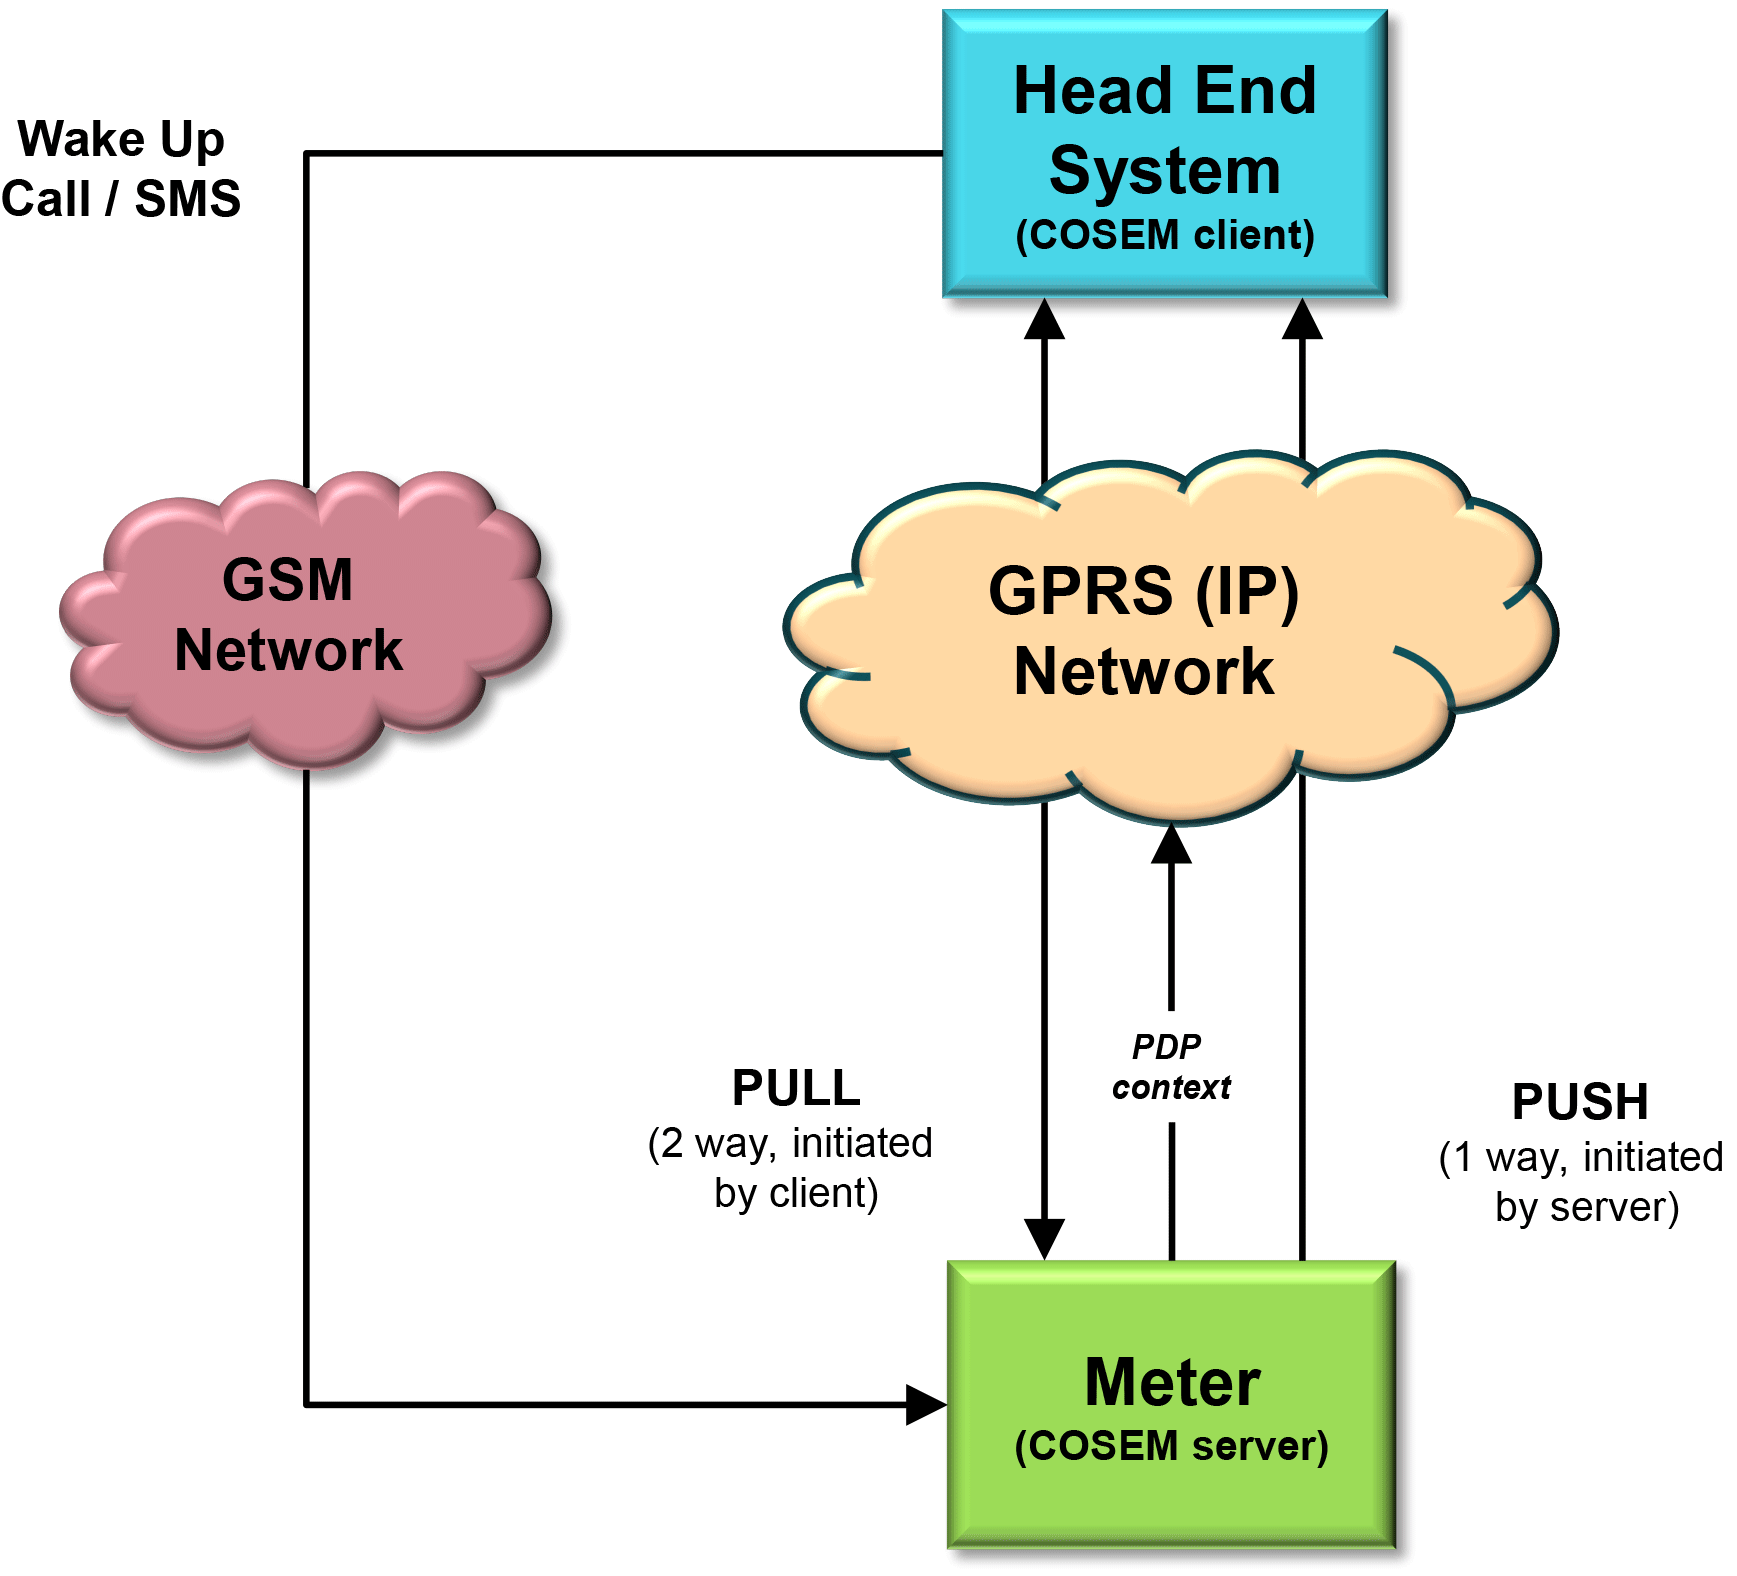 Head End
System
(COSEM client)
Wake Up
Call / SMS
GSM
Network
GPRS (IP)
Network
PDP
context
PULL
(2 way, initiated
by client)
PUSH
(1 way, initiated
by server)
Meter
(COSEM server)